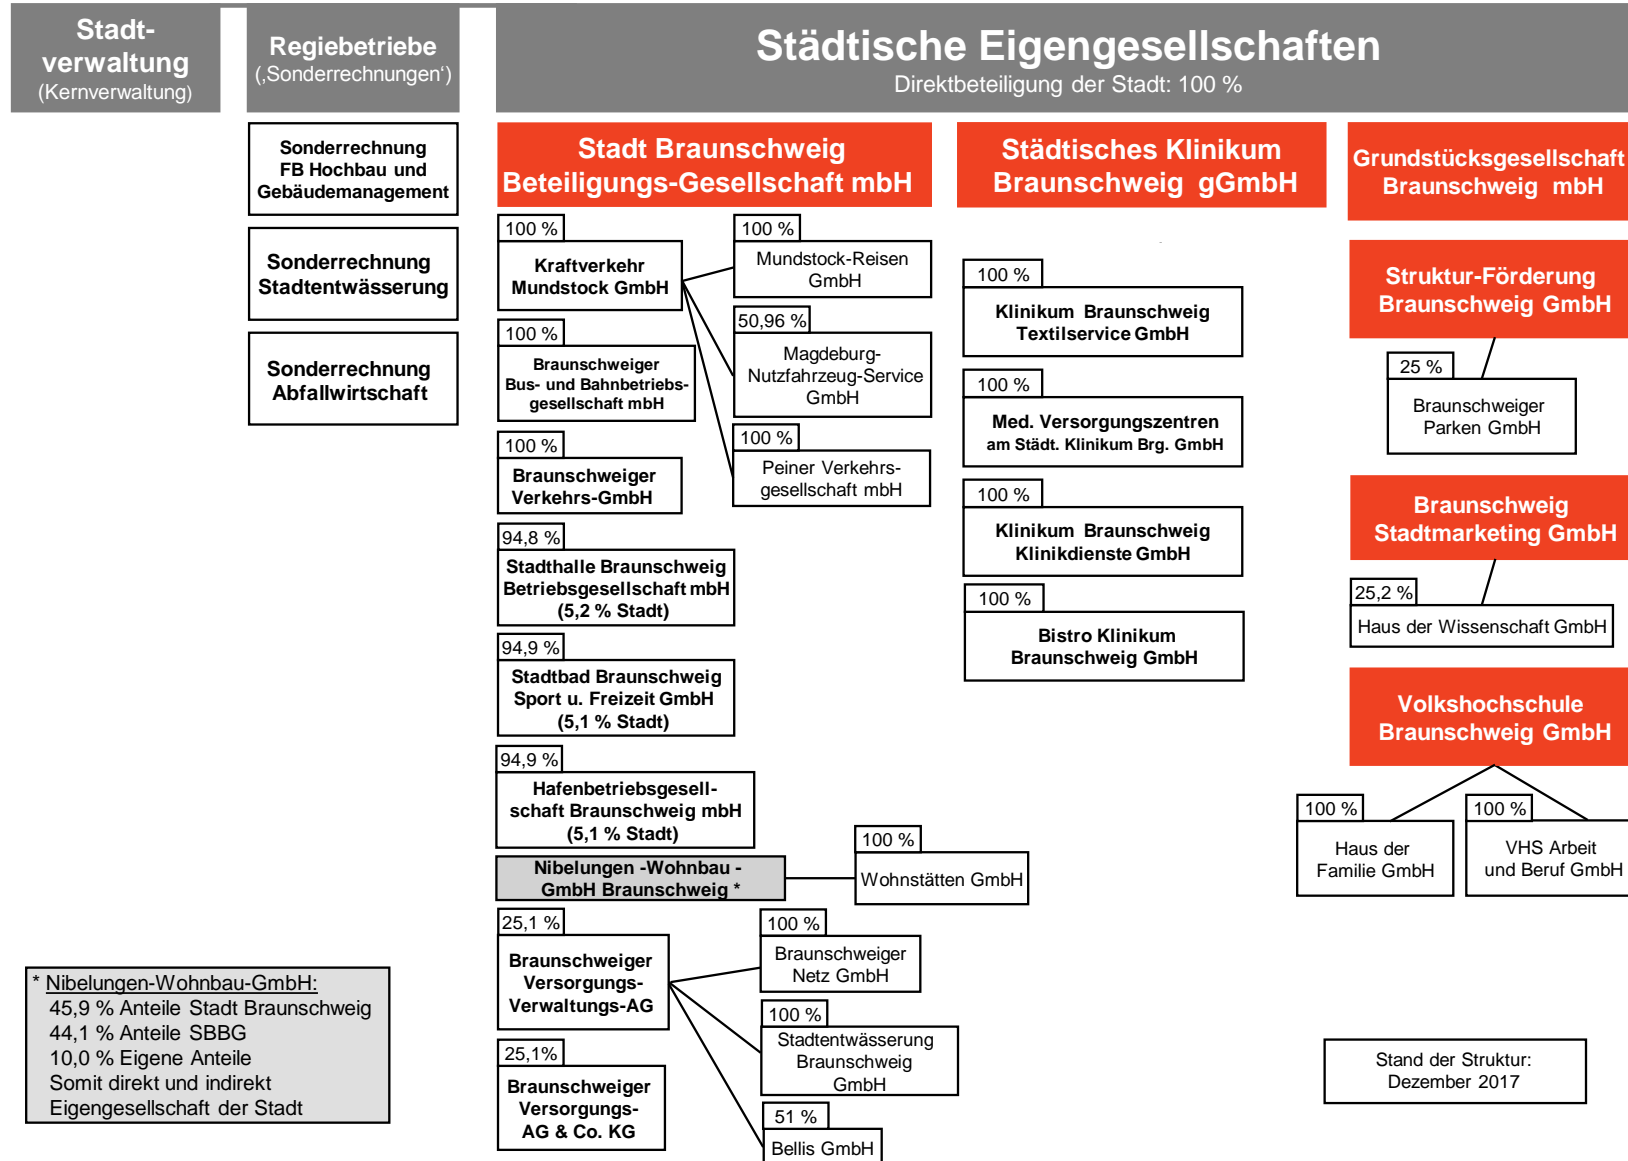 Stadt-
verwaltung
(Kernverwaltung)
Regiebetriebe
(‚Sonderrechnungen‘)
Städtische Eigengesellschaften
Direktbeteiligung der Stadt: 100 %
Sonderrechnung
FB Hochbau und
Gebäudemanagement
Sonderrechnung
Stadtentwässerung
Sonderrechnung
Abfallwirtschaft
Stadt Braunschweig
Beteiligungs-Gesellschaft mbH
100 %
Kraftverkehr
Mundstock GmbH
100 %
Mundstock-Reisen
GmbH
50,96 %
Magdeburg-
Nutzfahrzeug-Service
GmbH
100 %
Peiner Verkehrs-
gesellschaft mbH
100 %
Braunschweiger
Bus- und Bahnbetriebs-
gesellschaft mbH
100 %
Braunschweiger
Verkehrs-GmbH
94,8 %
Stadthalle Braunschweig
Betriebsgesellschaft mbH
(5,2 % Stadt)
94,9 %
Stadtbad Braunschweig
Sport u. Freizeit GmbH
(5,1 % Stadt)
94,9 %
Hafenbetriebsgesell-
schaft Braunschweig mbH
(5,1 % Stadt)
Nibelungen -Wohnbau -
GmbH Braunschweig *
100 %
Wohnstätten GmbH
25,1 %
Braunschweiger
Versorgungs-
Verwaltungs-AG
100 %
Braunschweiger
Netz GmbH
100 %
Stadtentwässerung
Braunschweig
GmbH
51 %
Bellis GmbH
25,1%
Braunschweiger
Versorgungs-
AG & Co. KG
Städtisches Klinikum
Braunschweig gGmbH
100 %
Klinikum Braunschweig
Textilservice GmbH
100 %
Med. Versorgungszentren
am Städt. Klinikum Brg. GmbH
100 %
Klinikum Braunschweig
Klinikdienste GmbH
100 %
Bistro Klinikum
Braunschweig GmbH
Grundstücksgesellschaft
Braunschweig mbH
Struktur-Förderung
Braunschweig GmbH
25 %
Braunschweiger
Parken GmbH
Braunschweig
Stadtmarketing GmbH
25,2 %
Haus der Wissenschaft GmbH
Volkshochschule
Braunschweig GmbH
100 %
Haus der
Familie GmbH
100 %
VHS Arbeit
und Beruf GmbH
* Nibelungen-Wohnbau-GmbH:
45,9 % Anteile Stadt Braunschweig
44,1 % Anteile SBBG
10,0 % Eigene Anteile
Somit direkt und indirekt
Eigengesellschaft der Stadt
Stand der Struktur:
Dezember 2017